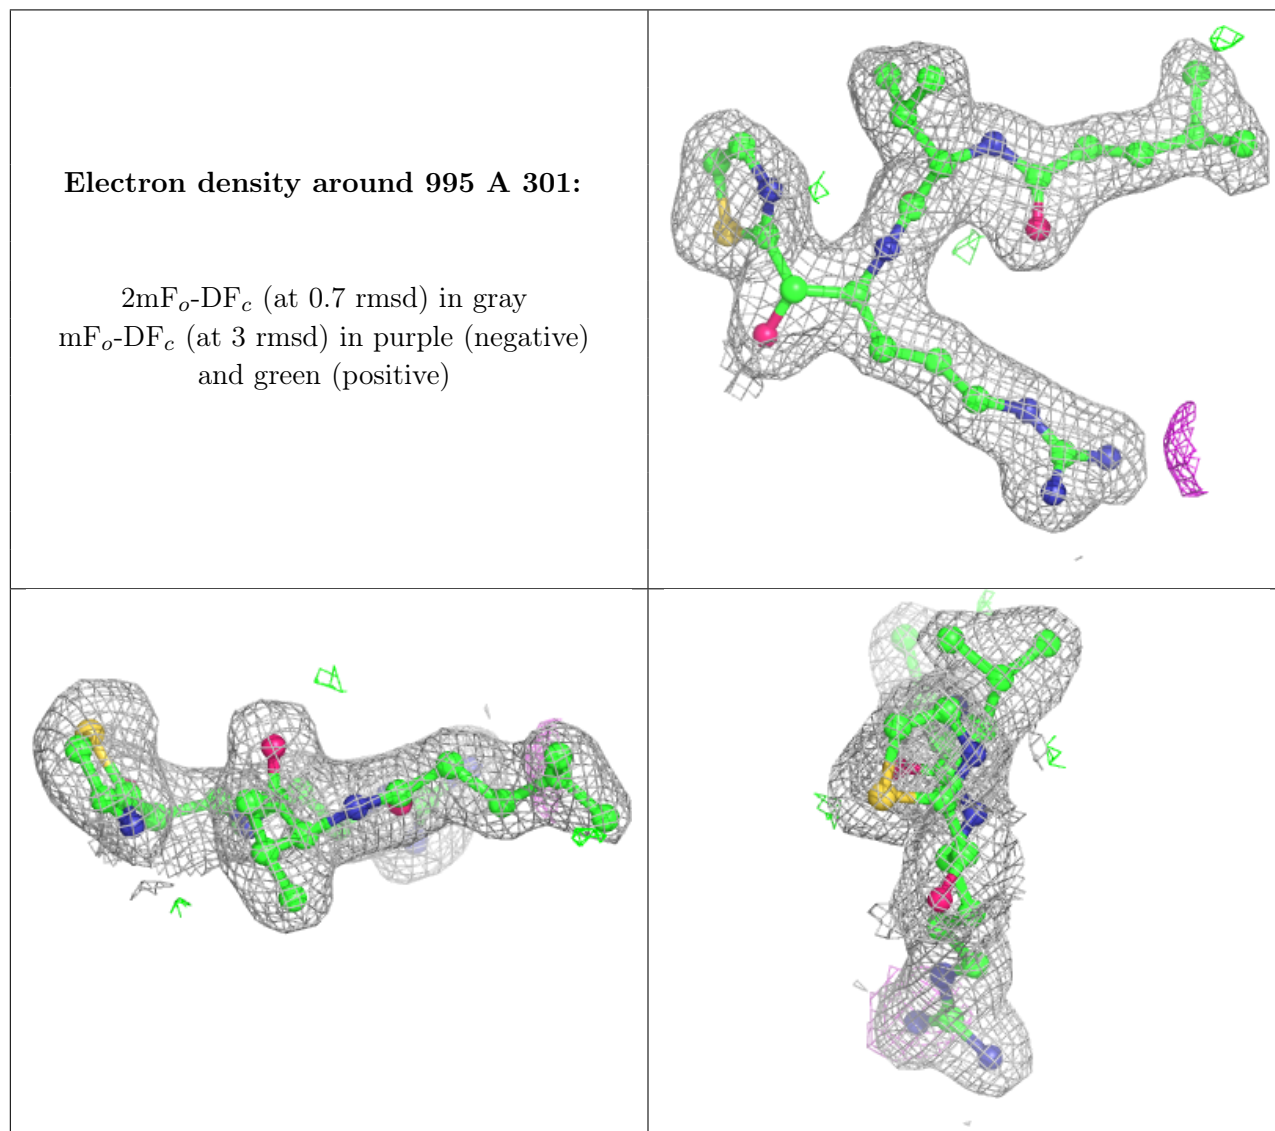 Electron density around 995 A 301:
2mFₒ-DF𝒸 (at 0.7 rmsd) in gray
mFₒ-DF𝒸 (at 3 rmsd) in purple (negative)
and green (positive)